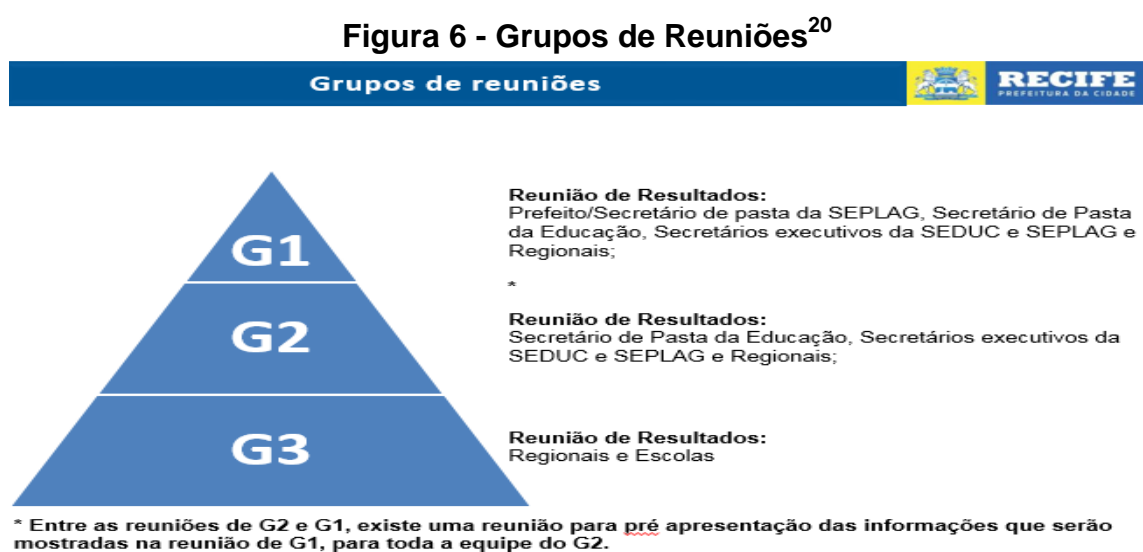 Figura 6 - Grupos de Reuniões20
Grupos de reuniões
RECIFE
PREFEITURA DA CIDADE
G1
Reunião de Resultados:
Prefeito/Secretário de pasta da SEPLAG, Secretário de Pasta
da Educação, Secretários executivos da SEDUC e SEPLAG e
Regionais;
*
G2
Reunião de Resultados:
Secretário de Pasta da Educação, Secretários executivos da
SEDUC e SEPLAG e Regionais;
G3
Reunião de Resultados:
Regionais e Escolas
* Entre as reuniões de G2 e G1, existe uma reunião para pré apresentação das informações que serão
mostradas na reunião de G1, para toda a equipe do G2.